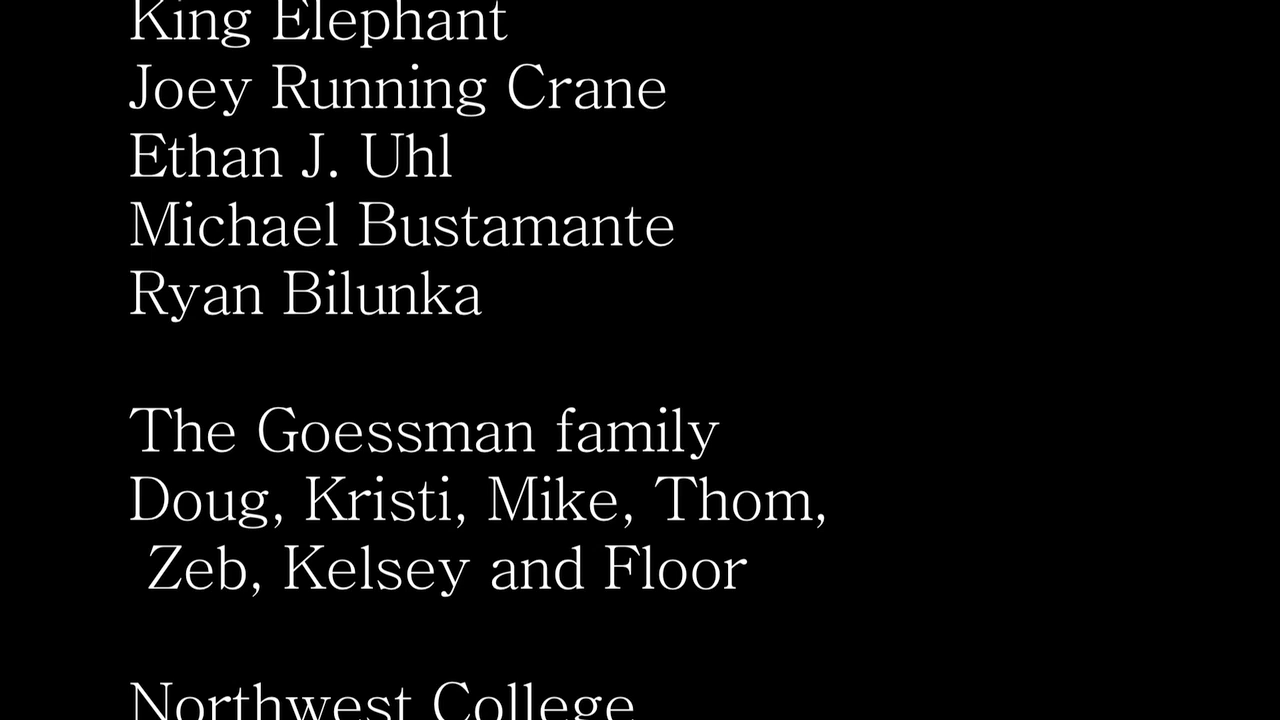 King Elephant
Joey Running Crane
Ethan J. Uhl
Michael Bustamante
Ryan Bilunka
The Goessman family
Doug, Kristi, Mike, Thom,
Zeb, Kelsey and Floor
Northwest College